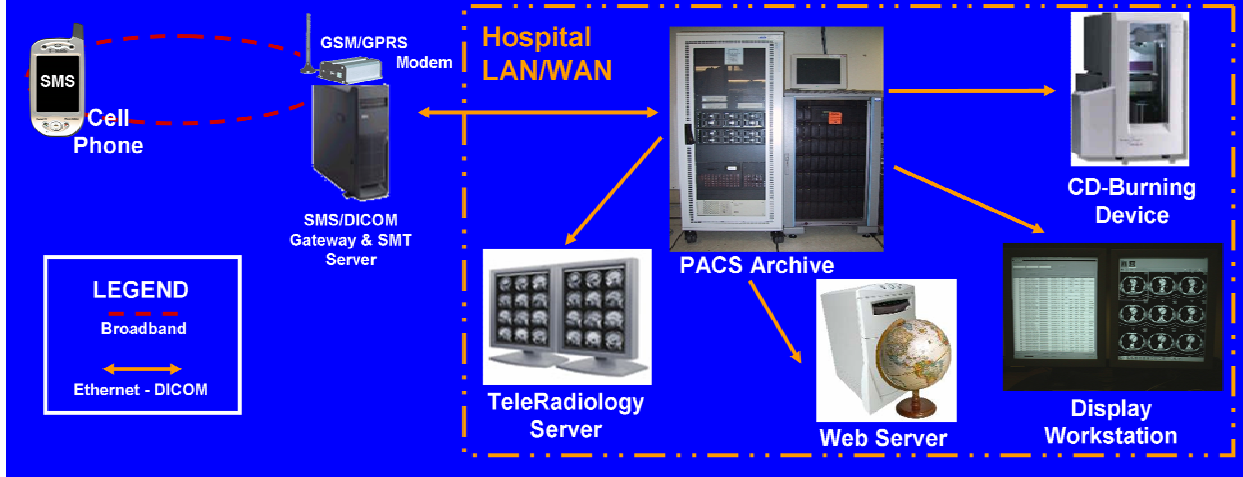 SMS
Cell
Phone
GSM/GPRS
Modem
SMS/DICOM
Gateway & SMT
Server
LEGEND
Broadband
Ethernet - DICOM
Hospital
LAN/WAN
PACS Archive
CD-Burning
Device
TeleRadiology
Server
Web Server
Display
Workstation